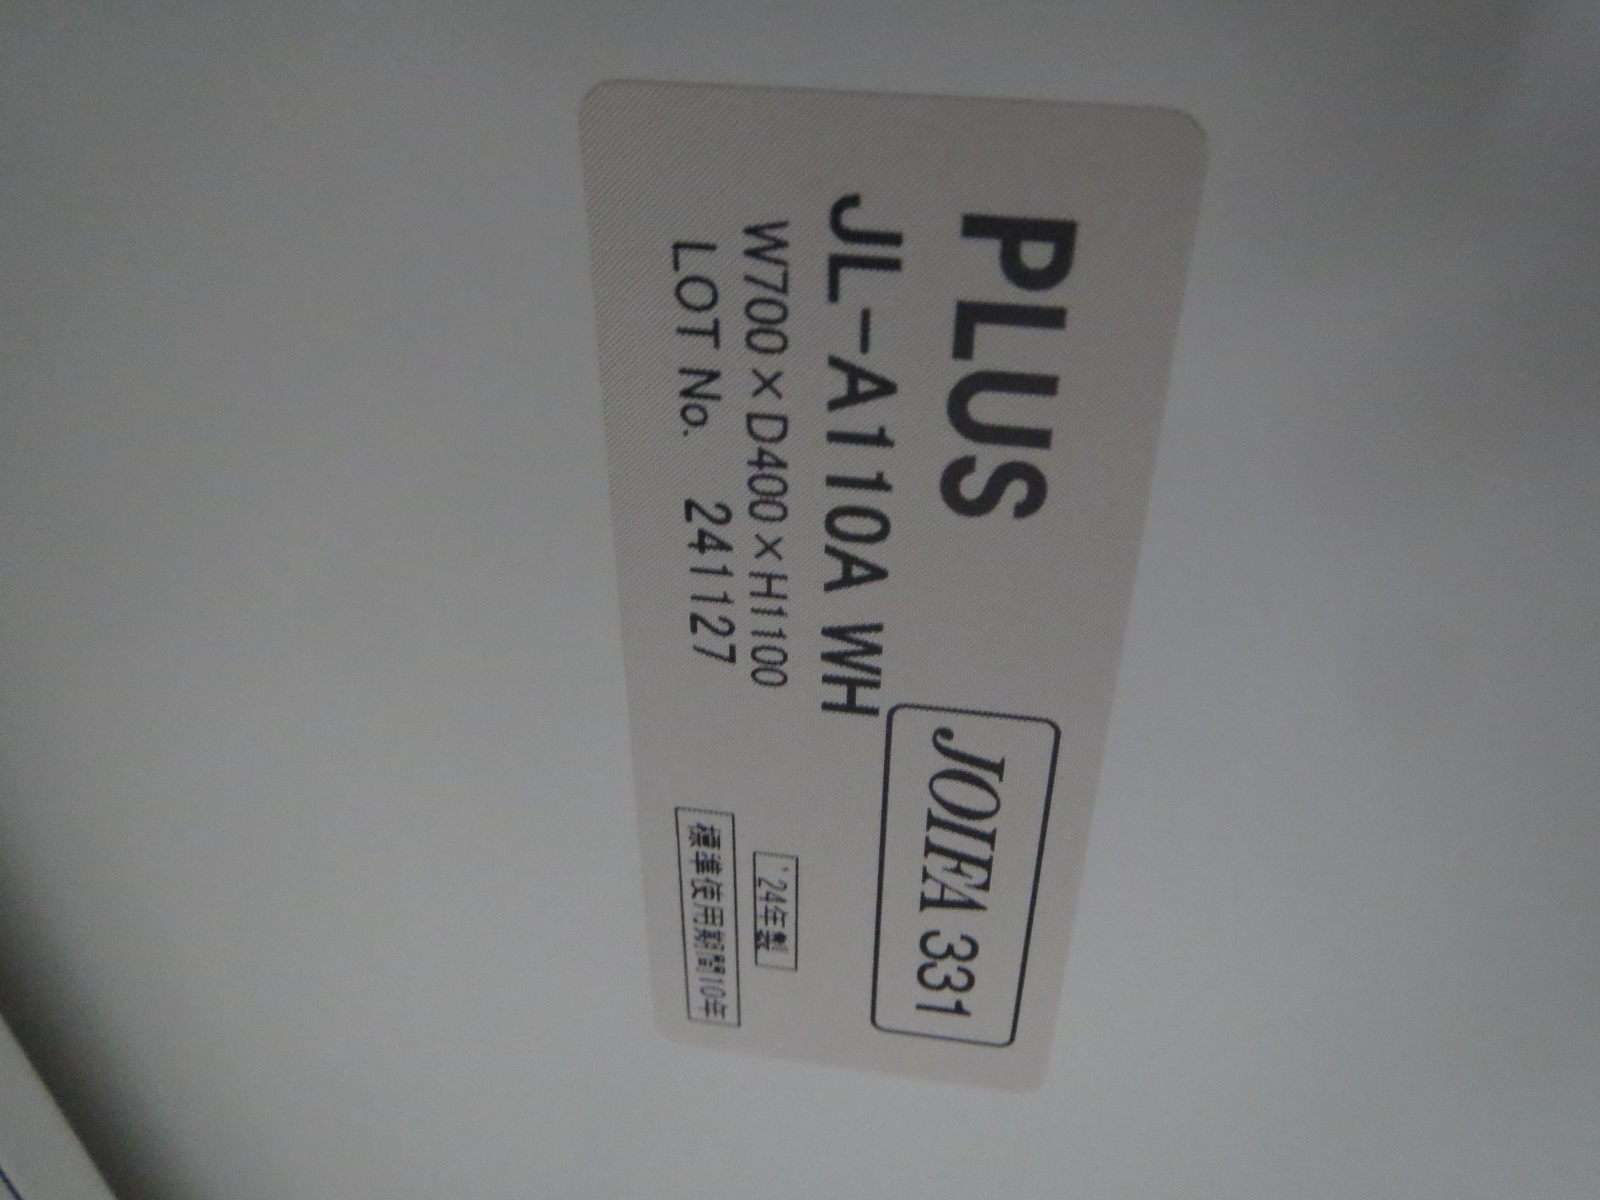 PLUS
JOIFA 331
JL-A110A WH
W700×D400×H1100
'24年製
LOT No. 241127
標準使用期間10年